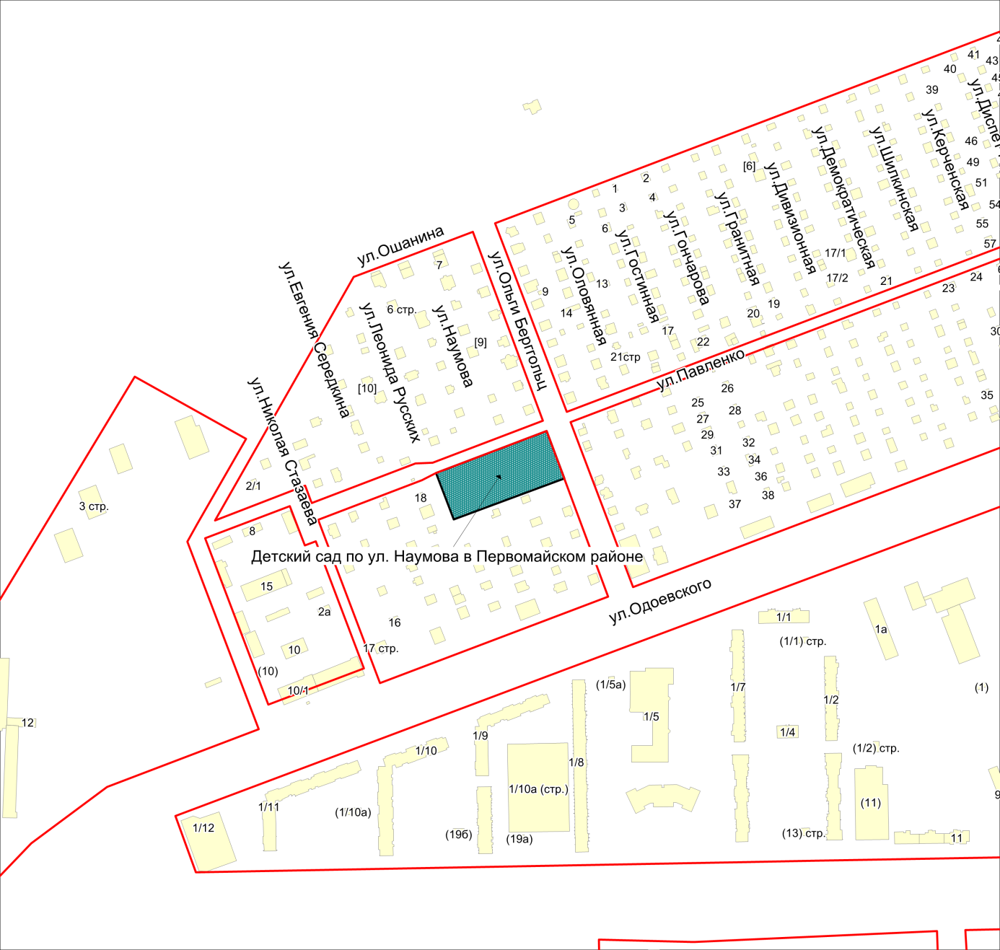 41
43
40
45
39
ул.Диспет
ул.Керченская
ул.Шилкинская
ул.Демократическая
46
49
[6]
ул.Дивизионная
2
1
4
3
51
54
5
6
ул.Гранитная
ул.Гончарова
ул.Гостинная
55
57
ул.Ошанина
ул.Ольги Берггольц
ул.Оловянная
17/1
7
13
17/2
21
24
23
9
ул.Евгения Середкина
6 стр.
ул.Леонида Русских
ул.Наумова
14
20
19
17
22
30
[9]
21стр
ул.Павленко
ул.Николая Стазаева
[10]
26
25
28
35
27
29
31
32
34
33
36
2/1
18
38
37
3 стр.
8
Детский сад по ул. Наумова в Первомайском районе
15
2а
ул.Одоевского
16
1/1
1а
(1/1) стр.
10
17 стр.
(10)
10/1
(1/5а)
1/7
(1)
1/2
12
1/5
1/9
1/4
1/10
(1/2) стр.
1/8
1/10а (стр.)
9
1/11
(1/10а)
(11)
1/12
(19б)
(19а)
(13) стр.
11